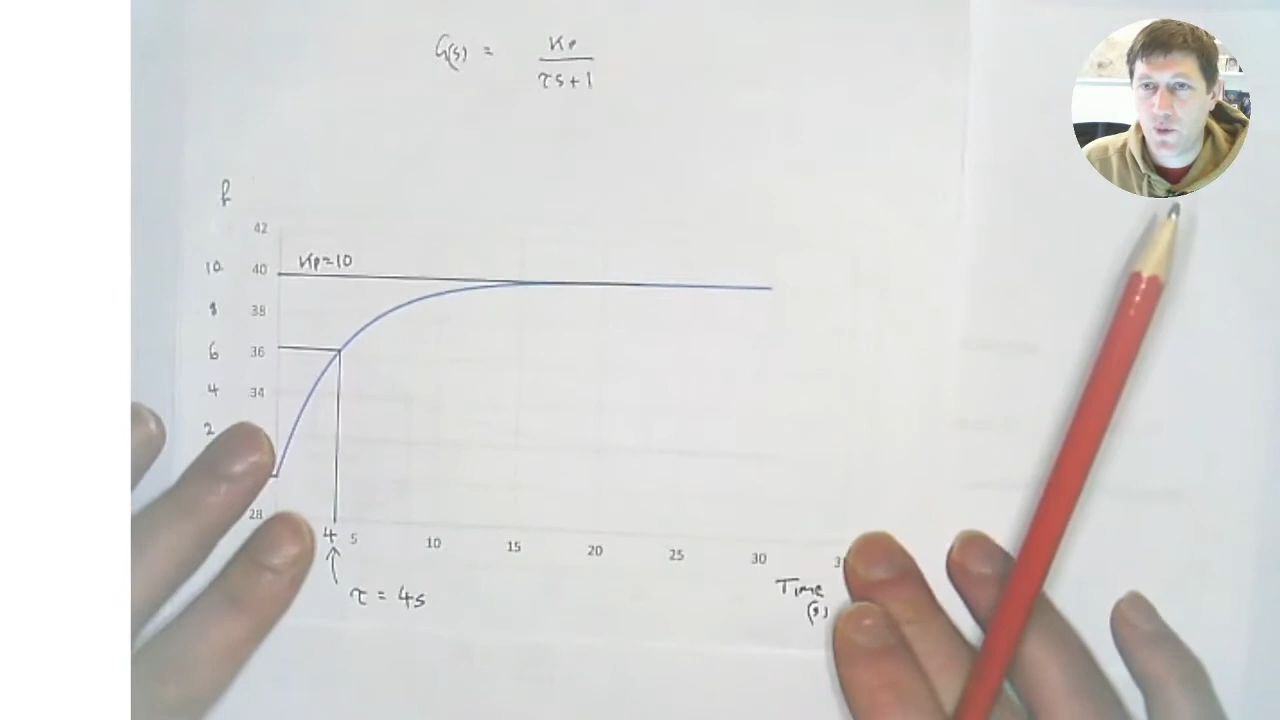 G(s) = Kp / τs+1
h
42
Kp=10
10 40
8 38
6 36
4 34
2
28
4 5 10 15 20 25 30 3
τ = 4s
Time
(s)